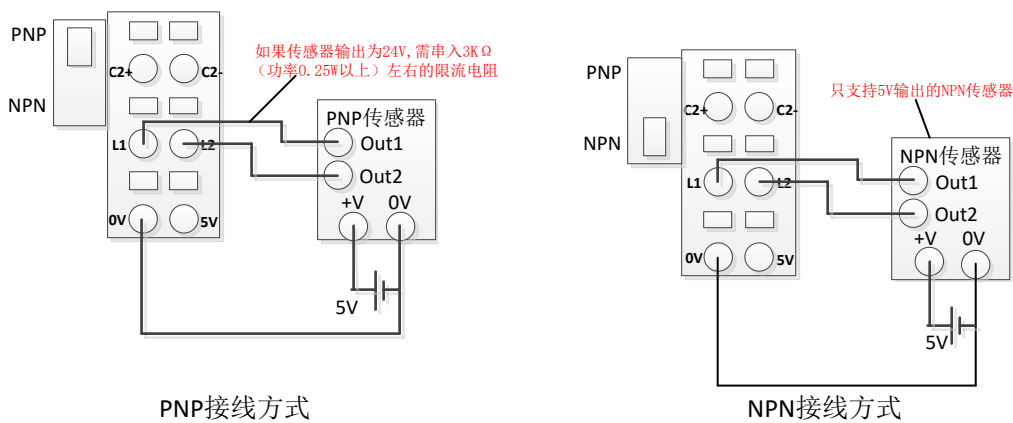 PNP
NPN
C2+
C2-
L1
L2
0V
5V
如果传感器输出为24V,需串入3KΩ
(功率0.25W以上)左右的限流电阻
PNP传感器
Out1
Out2
+V
0V
5V
PNP接线方式
PNP
NPN
C2+
C2-
L1
L2
0V
5V
只支持5V输出的NPN传感器
NPN传感器
Out1
Out2
+V
0V
5V
NPN接线方式